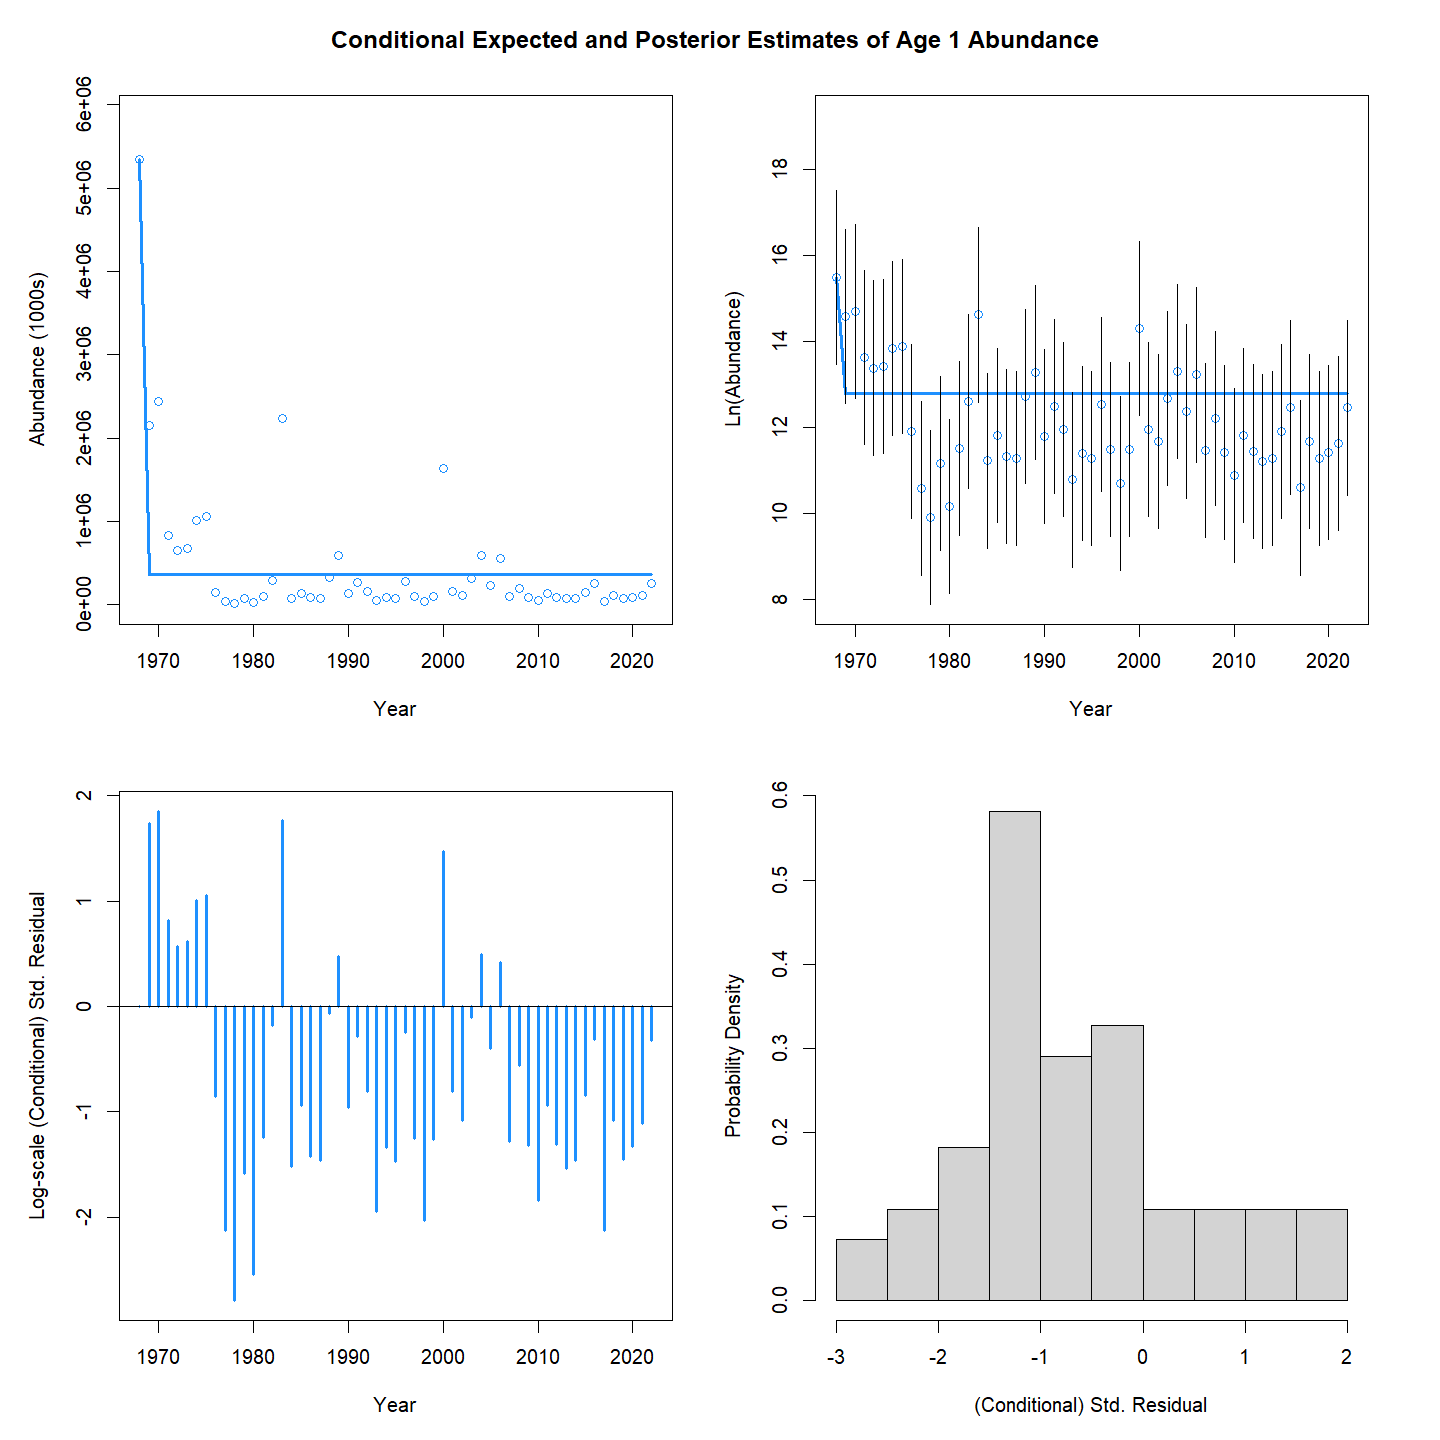 Conditional Expected and Posterior Estimates of Age 1 Abundance
Abundance (1000s)
6e+06
5e+06
4e+06
3e+06
2e+06
1e+06
0e+00
1970 1980 1990 2000 2010 2020
Year
Ln(Abundance)
18
16
14
12
10
8
1970 1980 1990 2000 2010 2020
Year
Log-scale (Conditional) Std. Residual
2
1
0
-1
-2
1970 1980 1990 2000 2010 2020
Year
Probability Density
0.6
0.5
0.4
0.3
0.2
0.1
0.0
-3 -2 -1 0 1 2
(Conditional) Std. Residual